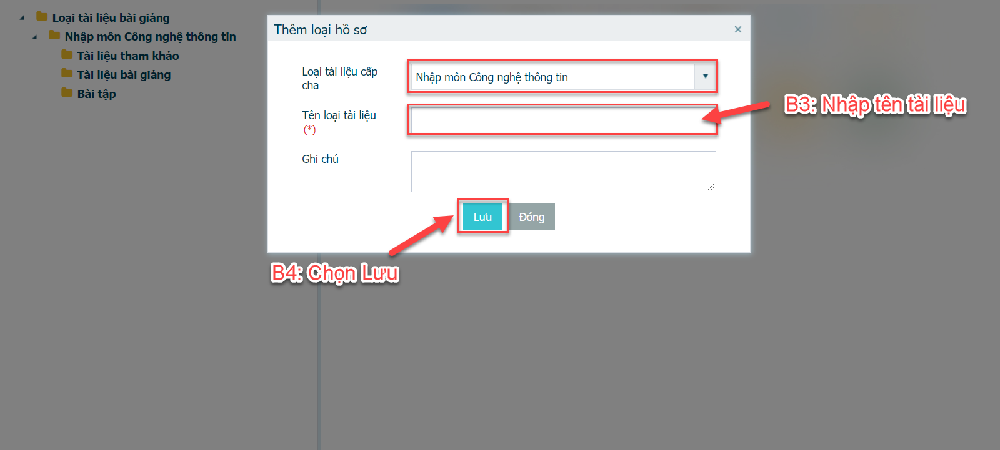 Loại tài liệu bài giảng
Nhập môn Công nghệ thông tin
Tài liệu tham khảo
Tài liệu bài giảng
Bài tập
Thêm loại hồ sơ
Loại tài liệu cấp
cha
Nhập môn Công nghệ thông tin
Tên loại tài liệu
(*)
B3: Nhập tên tài liệu
Ghi chú
Lưu
Đóng
B4: Chọn Lưu